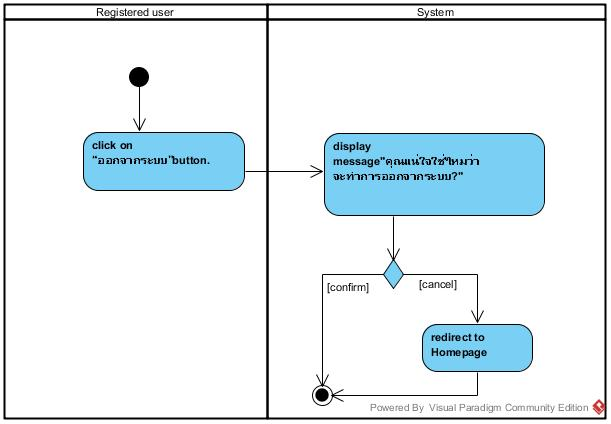 Registered user
System
click on
"ออกจากระบบ"button.
display
message"คุณแน่ใจใช่ไหมว่า
จะทำการออกจากระบบ?"
[confirm]
[cancel]
redirect to
Homepage
Powered By Visual Paradigm Community Edition